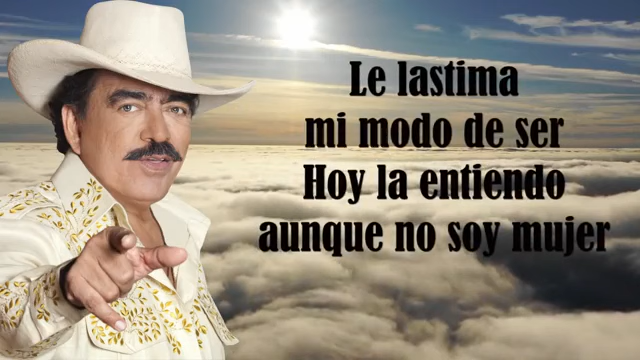 Le lastima
mi modo de ser
Hoy la entiendo
aunque no soy mujer